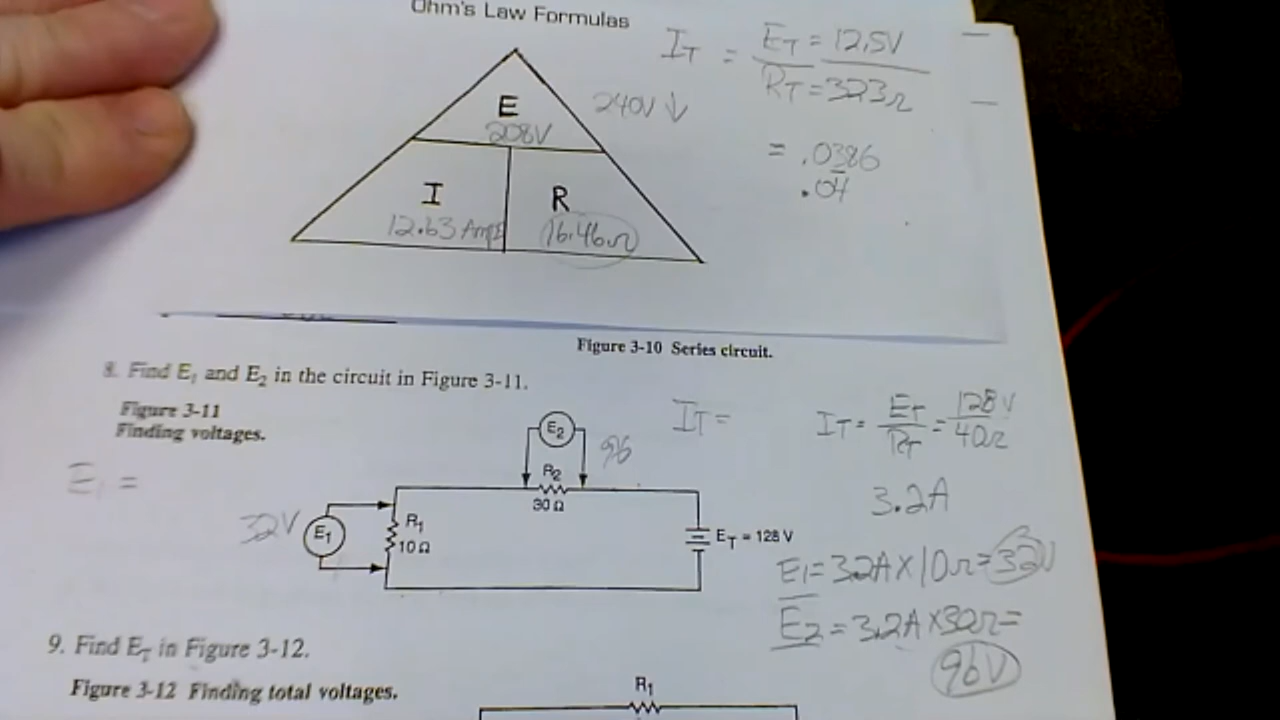 Ohm's Law Formulas
E
208V
240V ↓
I
12.63 Amps
R
16.46Ω
IT = ET = 12.5V
RT = 323Ω
= .0386
.04
Figure 3-10 Series circuit.
8. Find E1 and E2 in the circuit in Figure 3-11.
Figure 3-11
Finding voltages.
E1 =
32V
E1
R1
10Ω
E2
96
R2
30Ω
ET = 128 V
IT =
IT = ET/RT = 128V/40Ω
3.2A
E1 = 3.2A X 10Ω = 32V
E2 = 3.2A X 30Ω =
96V
9. Find ET in Figure 3-12.
Figure 3-12 Finding total voltages.
R1